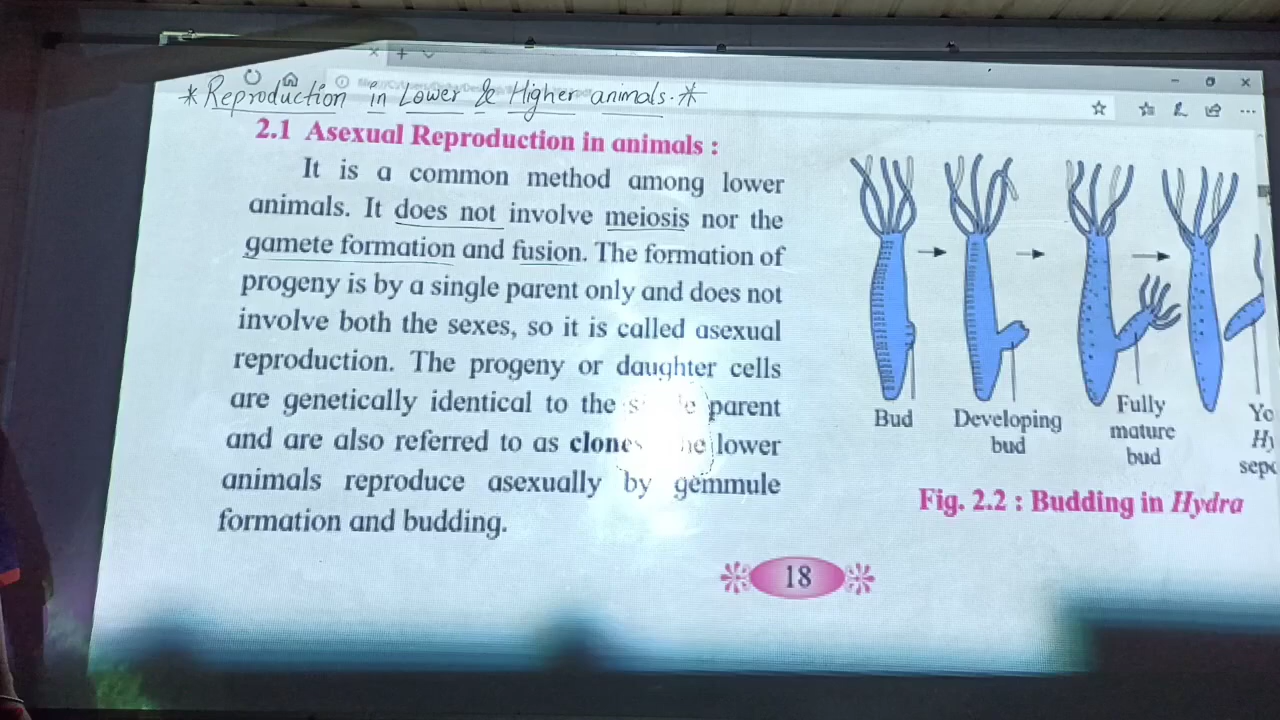 *Reproduction in Lower & Higher animals.*
2.1 Asexual Reproduction in animals :
It is a common method among lower
animals. It does not involve meiosis nor the
gamete formation and fusion. The formation of
progeny is by a single parent only and does not
involve both the sexes, so it is called asexual
reproduction. The progeny or daughter cells
are genetically identical to the parent
and are also referred to as lower
animals reproduce asexually by gemmule
formation and budding.
Bud
Developing
bud
Fully
mature
bud
Fig. 2.2 : Budding in Hydra
18